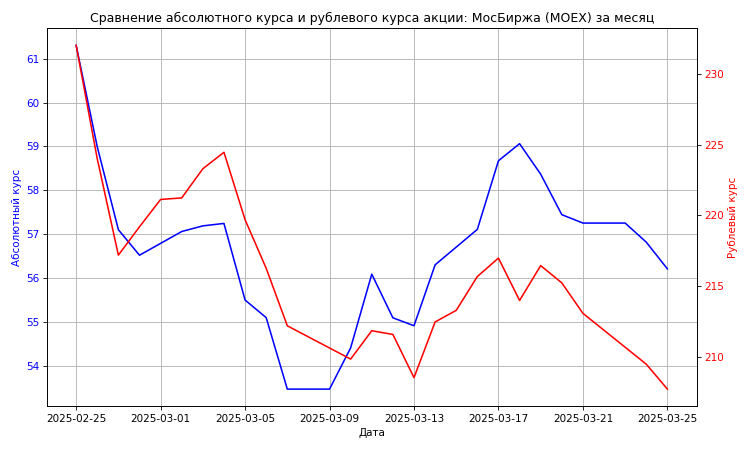 Сравнение абсолютного курса и рублевого курса акции: МосБиржа (MOEX) за месяц
Абсолютный курс
61
60
59
58
57
56
55
54
230
225
220
215
210
Рублевый курс
2025-02-25 2025-03-01 2025-03-05 2025-03-09 2025-03-13 2025-03-17 2025-03-21 2025-03-25
Дата